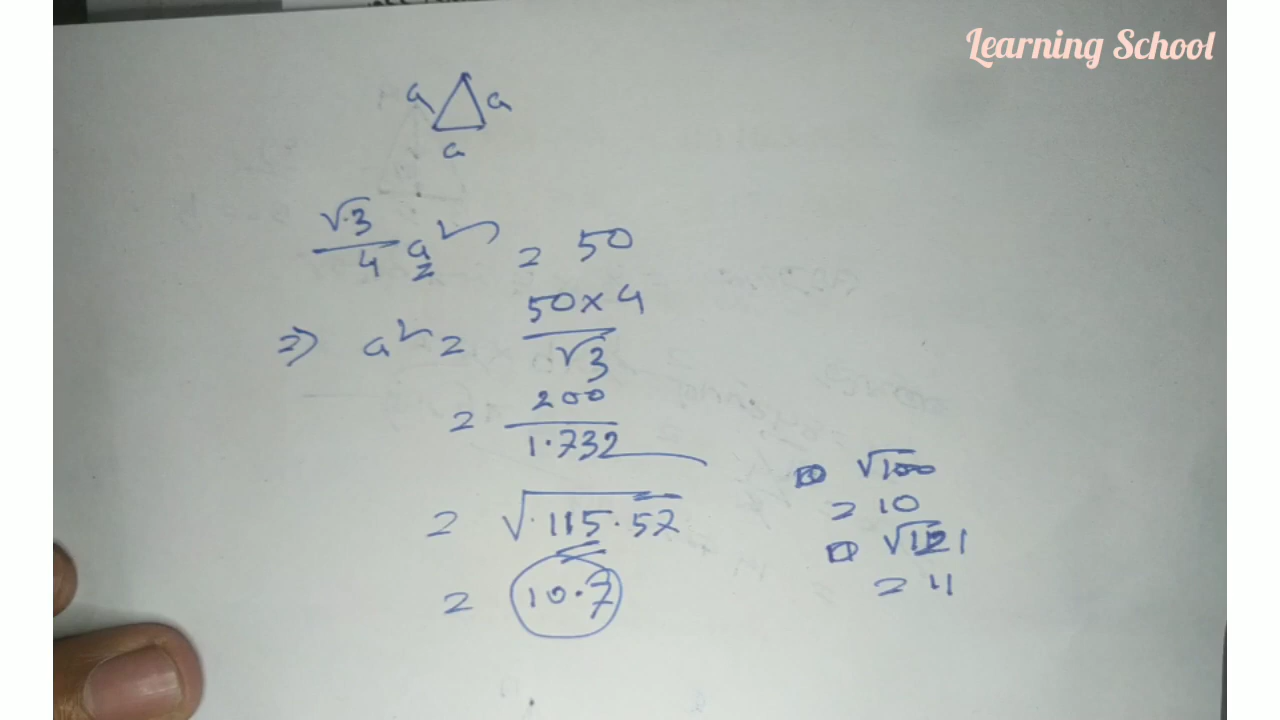 Learning School
a a
a
√3/4 a² = 50
⇒ a² = 50×4/√3
= 200/1.732
= √115.57
= 10.7
√100
= 10
√121
= 11